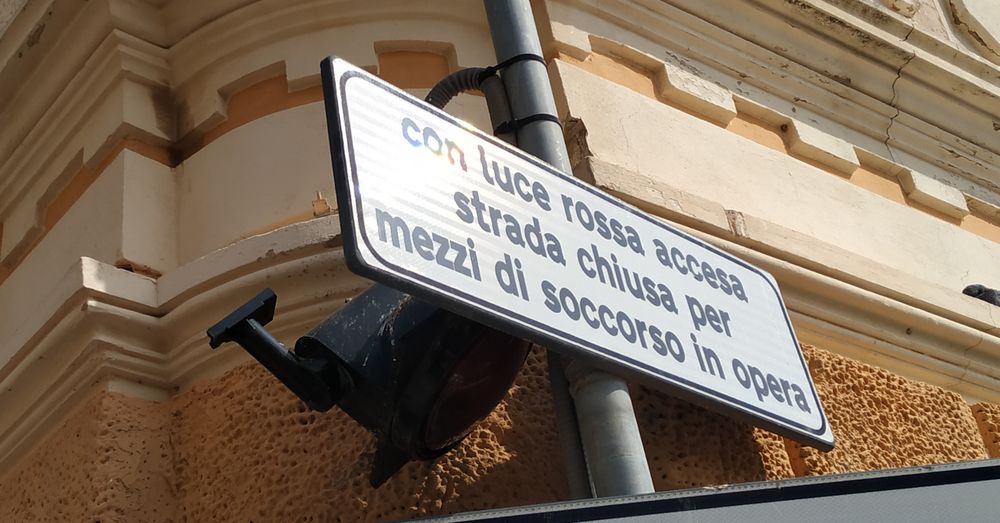 con luce rossa accesa
strada chiusa per
mezzi di soccorso in opera